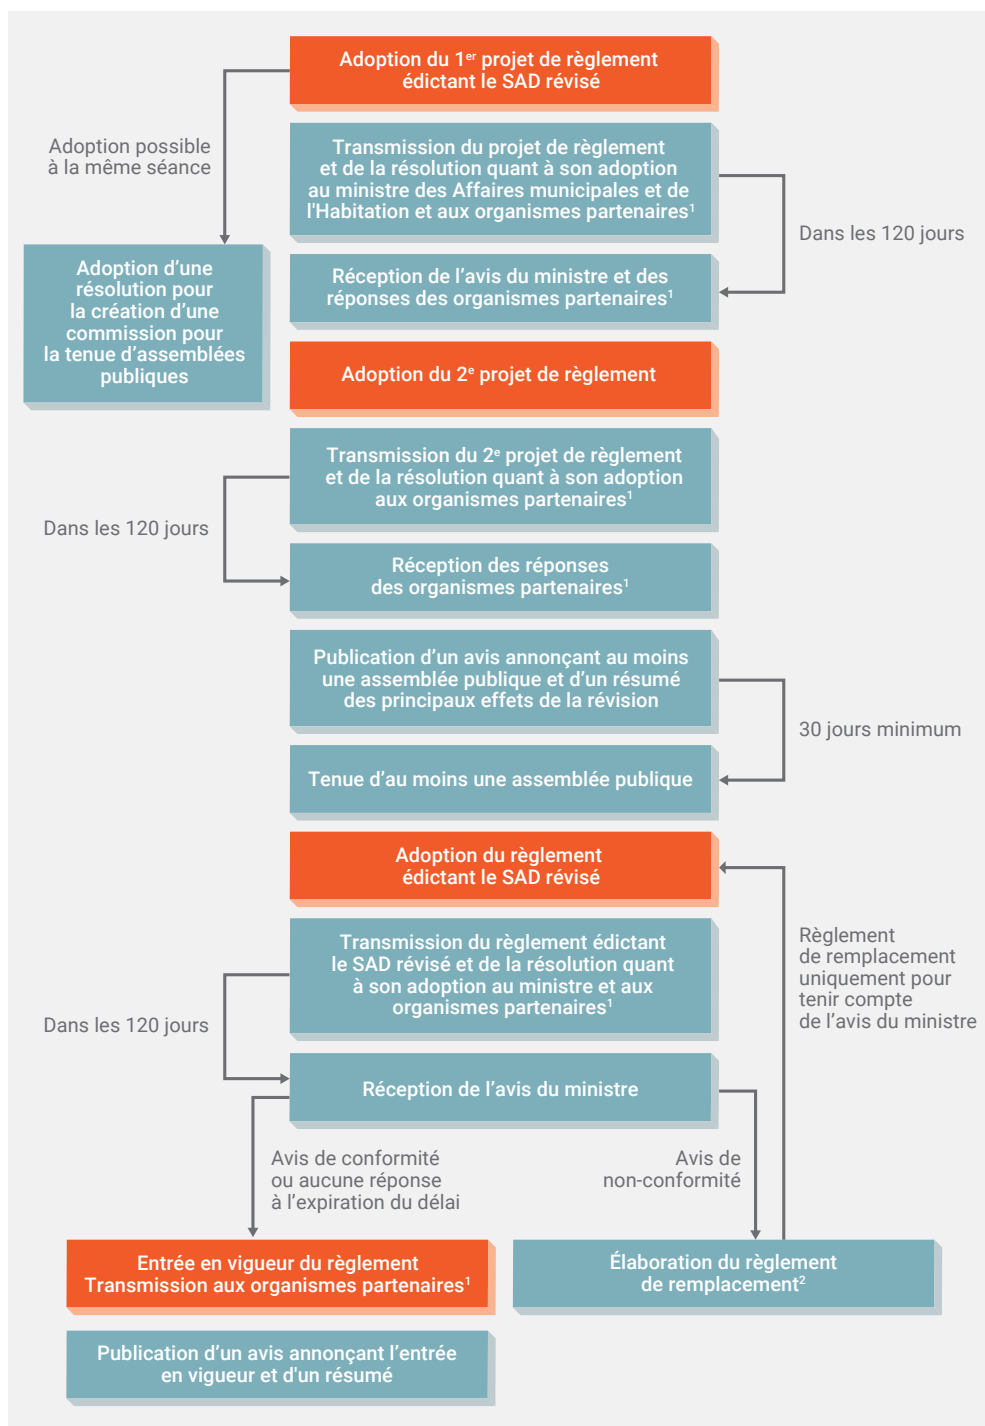 Adoption du 1er projet de règlement
édictant le SAD révisé
Adoption possible
à la même séance
Transmission du projet de règlement
et de la résolution quant à son adoption
au ministre des Affaires municipales et de
l'Habitation et aux organismes partenaires1
Dans les 120 jours
Adoption d’une
résolution pour
la création d’une
commission pour
la tenue d’assemblées
publiques
Réception de l’avis du ministre et des
réponses des organismes partenaires1
Adoption du 2e projet de règlement
Transmission du 2e projet de règlement
et de la résolution quant à son adoption
aux organismes partenaires1
Dans les 120 jours
Réception des réponses
des organismes partenaires1
Publication d’un avis annonçant au moins
une assemblée publique et d’un résumé
des principaux effets de la révision
30 jours minimum
Tenue d’au moins une assemblée publique
Adoption du règlement
édictant le SAD révisé
Transmission du règlement édictant
le SAD révisé et de la résolution quant
à son adoption au ministre et aux
organismes partenaires1
Règlement
de remplacement
uniquement pour
tenir compte
de l’avis du ministre
Dans les 120 jours
Réception de l’avis du ministre
Avis de conformité
ou aucune réponse
à l’expiration du délai
Avis de
non-conformité
Entrée en vigueur du règlement
Transmission aux organismes partenaires1
Élaboration du règlement
de remplacement2
Publication d’un avis annonçant l’entrée
en vigueur et d'un résumé